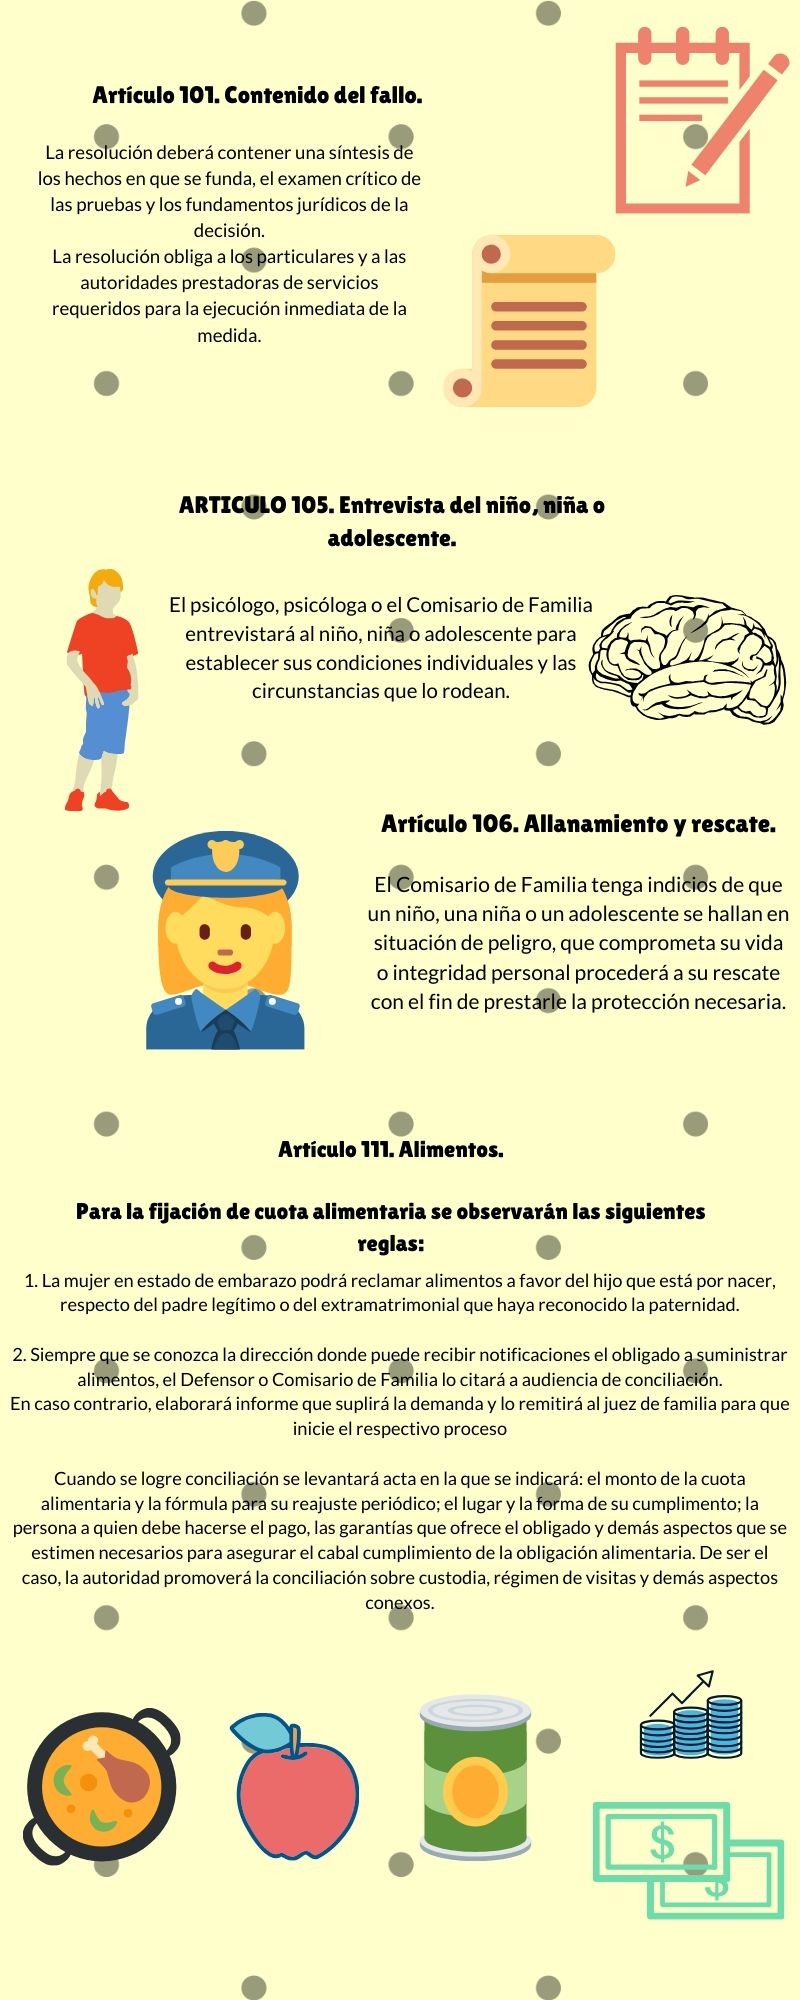 Artículo 101. Contenido del fallo.
La resolución deberá contener una síntesis de
los hechos en que se funda, el examen crítico de
las pruebas y los fundamentos jurídicos de la
decisión.
La resolución obliga a los particulares y a las
autoridades prestadoras de servicios
requeridos para la ejecución inmediata de la
medida.
ARTICULO 105. Entrevista del niño, niña o
adolescente.
El psicólogo, psicóloga o el Comisario de Familia
entrevistará al niño, niña o adolescente para
establecer sus condiciones individuales y las
circunstancias que lo rodean.
Artículo 106. Allanamiento y rescate.
El Comisario de Familia tenga indicios de que
un niño, una niña o un adolescente se hallan en
situación de peligro, que comprometa su vida
o integridad personal procederá a su rescate
con el fin de prestarle la protección necesaria.
Artículo 111. Alimentos.
Para la fijación de cuota alimentaria se observarán las siguientes
reglas:
1. La mujer en estado de embarazo podrá reclamar alimentos a favor del hijo que está por nacer,
respecto del padre legítimo o del extramatrimonial que haya reconocido la paternidad.
2. Siempre que se conozca la dirección donde puede recibir notificaciones el obligado a suministrar
alimentos, el Defensor o Comisario de Familia lo citará a audiencia de conciliación.
En caso contrario, elaborará informe que suplirá la demanda y lo remitirá al juez de familia para que
inicie el respectivo proceso
Cuando se logre conciliación se levantará acta en la que se indicará: el monto de la cuota
alimentaria y la fórmula para su reajuste periódico; el lugar y la forma de su cumplimento; la
persona a quien debe hacerse el pago, las garantías que ofrece el obligado y demás aspectos que se
estimen necesarios para asegurar el cabal cumplimiento de la obligación alimentaria. De ser el
caso, la autoridad promoverá la conciliación sobre custodia, régimen de visitas y demás aspectos
conexos.
$
$